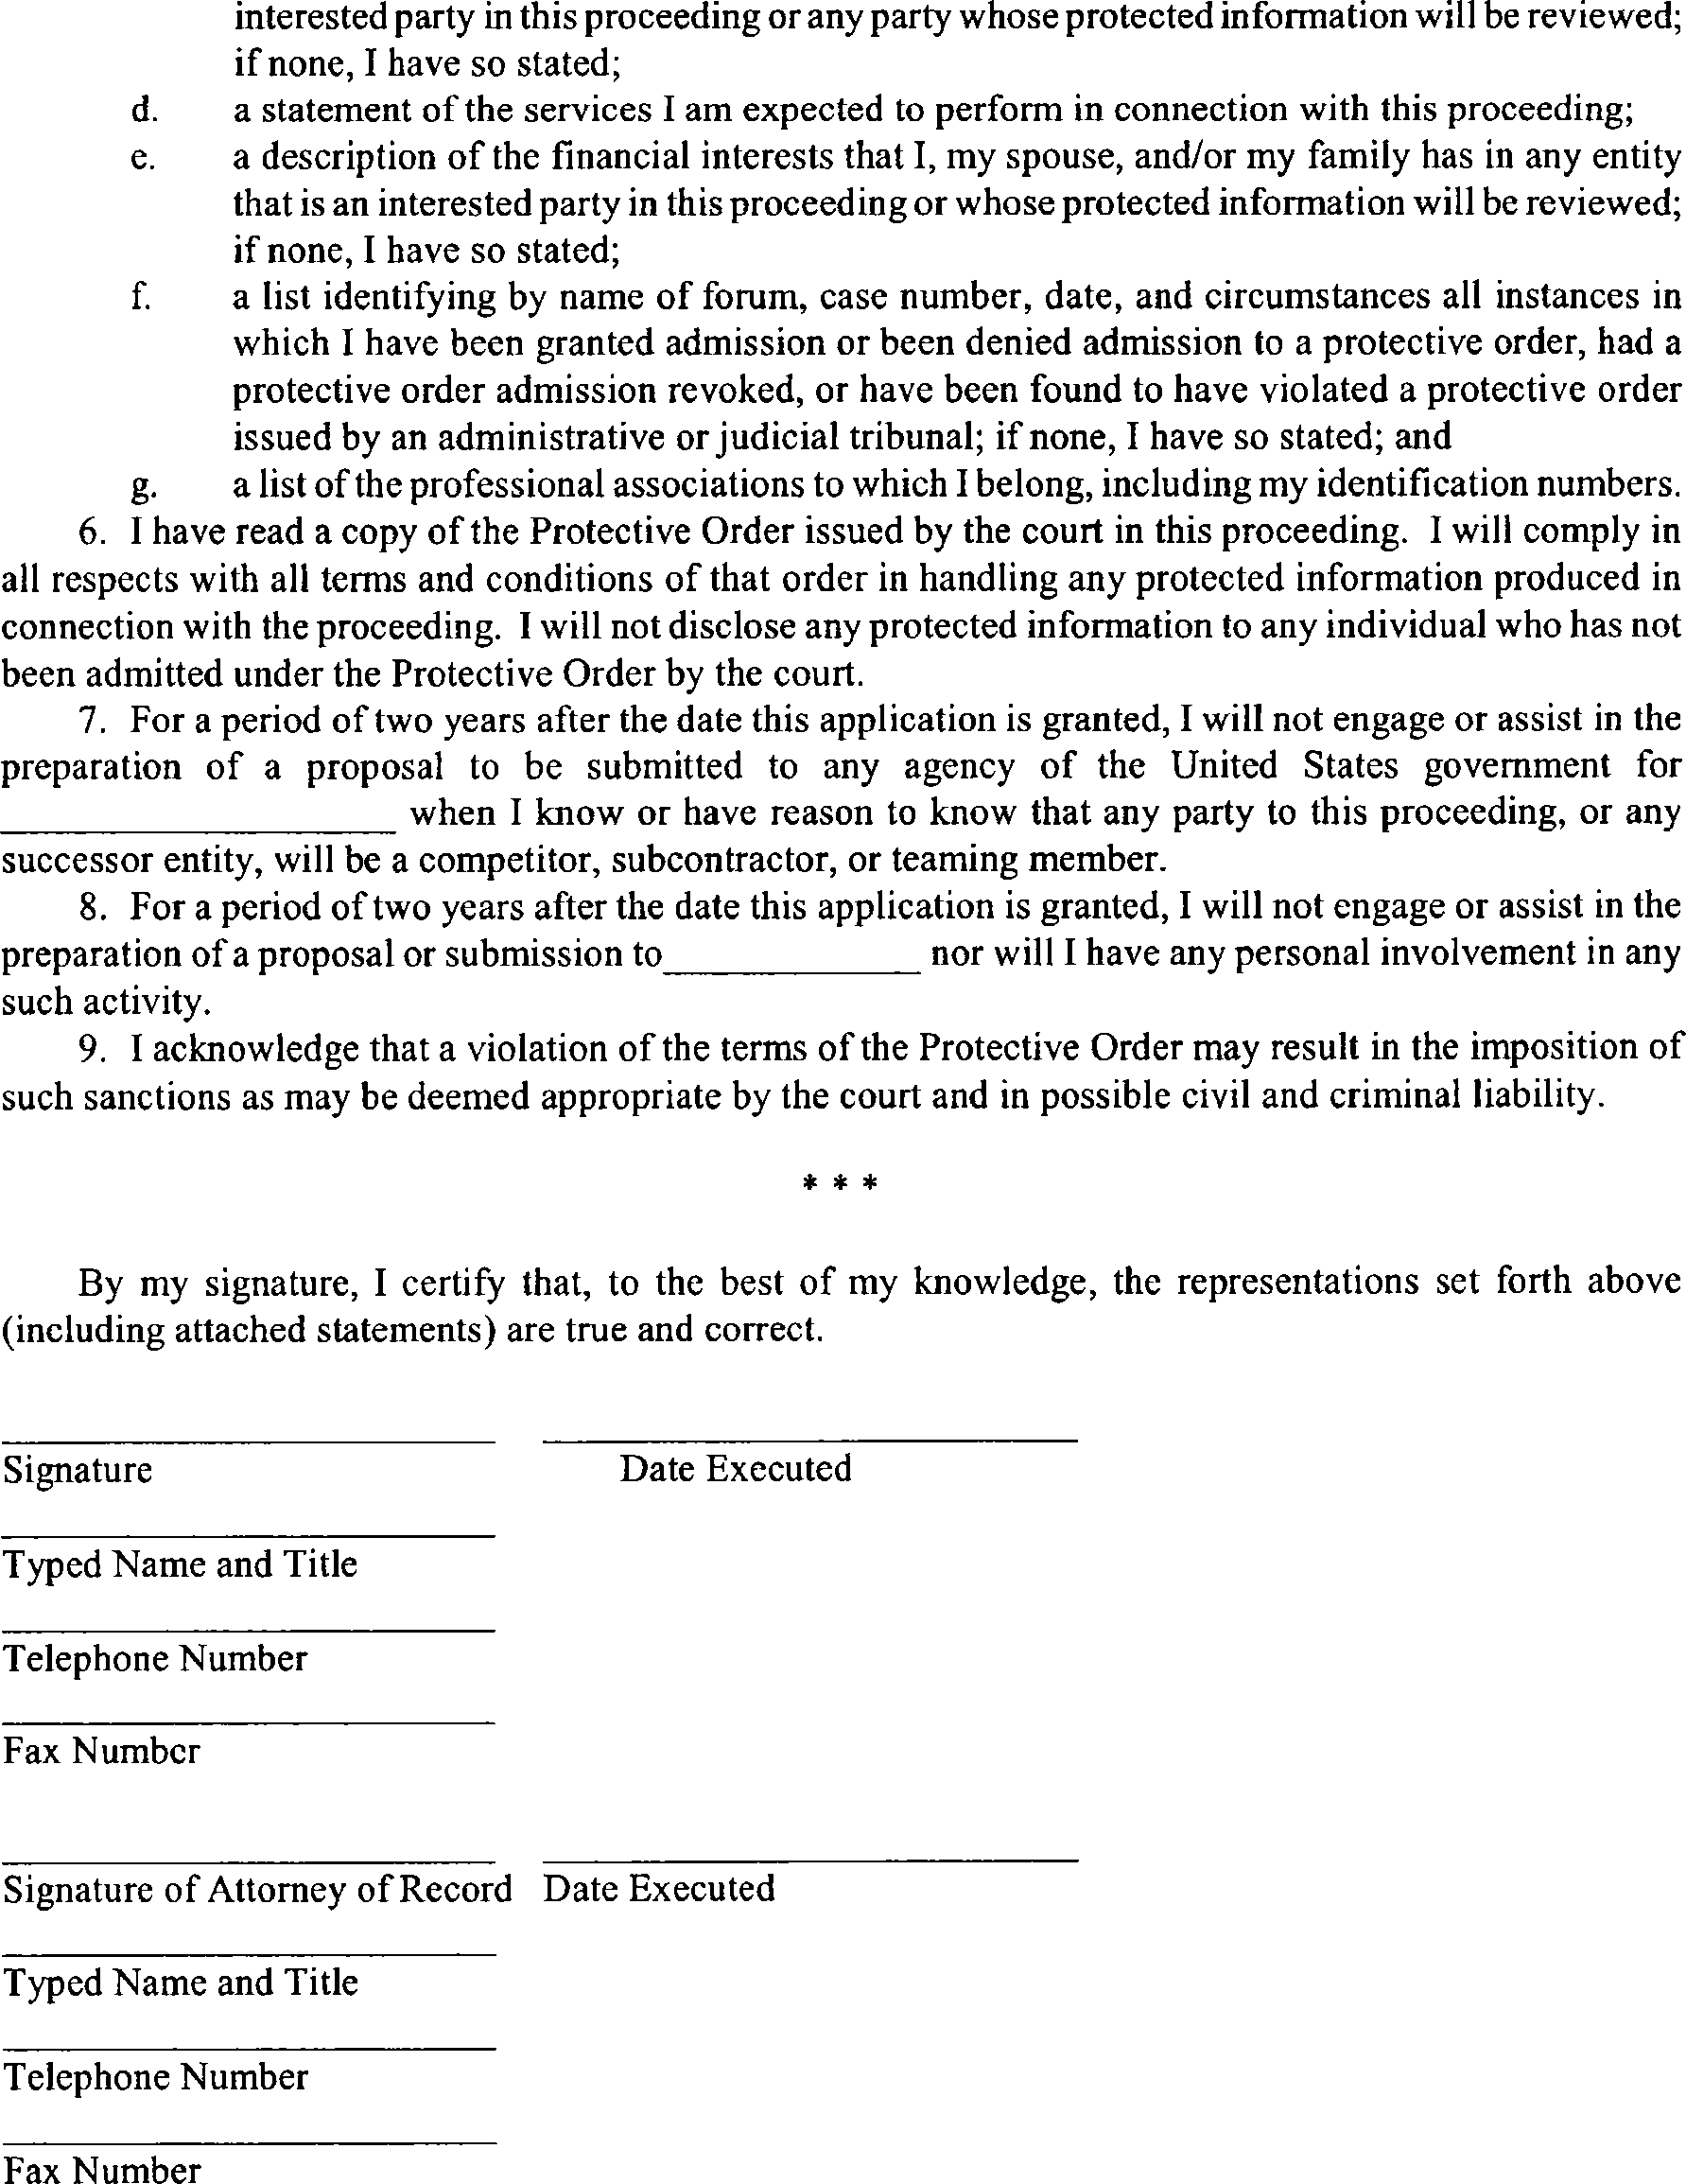 interested party in this proceeding or any party whose protected information will be reviewed;
if none, I have so stated;
d. a statement of the services I am expected to perform in connection with this proceeding;
e. a description of the financial interests that I, my spouse, and/or my family has in any entity
that is an interested party in this proceeding or whose protected information will be reviewed;
if none, I have so stated;
f. a list identifying by name of forum, case number, date, and circumstances all instances in
which I have been granted admission or been denied admission to a protective order, had a
protective order admission revoked, or have been found to have violated a protective order
issued by an administrative or judicial tribunal; if none, I have so stated; and
g. a list of the professional associations to which I belong, including my identification numbers.
6. I have read a copy of the Protective Order issued by the court in this proceeding. I will comply in
all respects with all terms and conditions of that order in handling any protected information produced in
connection with the proceeding. I will not disclose any protected information to any individual who has not
been admitted under the Protective Order by the court.
7. For a period of two years after the date this application is granted, I will not engage or assist in the
preparation of a proposal to be submitted to any agency of the United States government for
____________________ when I know or have reason to know that any party to this proceeding, or any
successor entity, will be a competitor, subcontractor, or teaming member.
8. For a period of two years after the date this application is granted, I will not engage or assist in the
preparation of a proposal or submission to_____________ nor will I have any personal involvement in any
such activity.
9. I acknowledge that a violation of the terms of the Protective Order may result in the imposition of
such sanctions as may be deemed appropriate by the court and in possible civil and criminal liability.
* * *
By my signature, I certify that, to the best of my knowledge, the representations set forth above
(including attached statements) are true and correct.
Signature Date Executed
Typed Name and Title
Telephone Number
Fax Number
Signature of Attorney of Record Date Executed
Typed Name and Title
Telephone Number
Fax Number